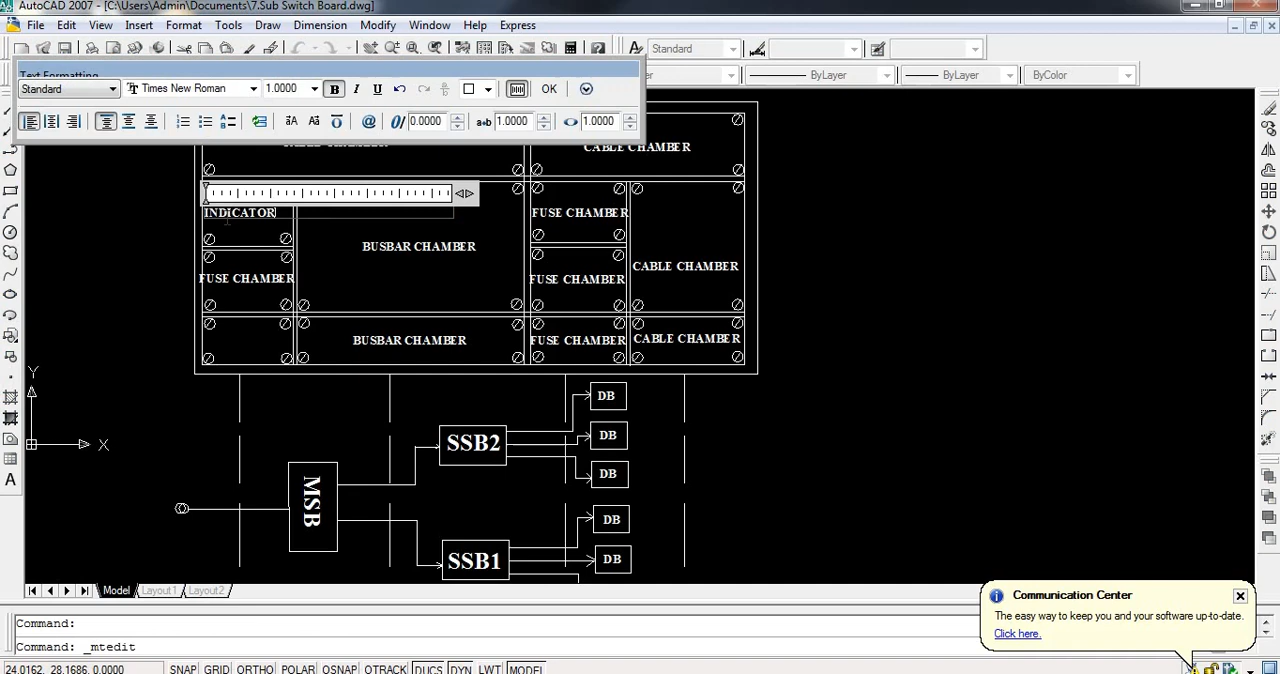 AutoCAD 2007 - [C:\Users\Admin\Documents\7.Sub Switch Board.dwg]
File Edit View Insert Format Tools Draw Dimension Modify Window Help Express
Standard
Text Formatting
ByLayer ByLayer ByColor
Standard Times New Roman 1.0000 B I U OK
@ 0/ 0.0000 a•b 1.0000 1.0000
CABLE CHAMBER
INDICATOR
FUSE CHAMBER
BUSBAR CHAMBER
CABLE CHAMBER
FUSE CHAMBER
FUSE CHAMBER
BUSBAR CHAMBER
FUSE CHAMBER
CABLE CHAMBER
Y
X
DB
SSB2
DB
DB
MSB
DB
SSB1
DB
A
Model Layout1 Layout2
Communication Center
The easy way to keep you and your software up-to-date.
Click here.
Command:
Command: _mtedit
24.0162, 28.1686, 0.0000 SNAP GRID ORTHO POLAR OSNAP OTRACK DUCS DYN LWT MODEL